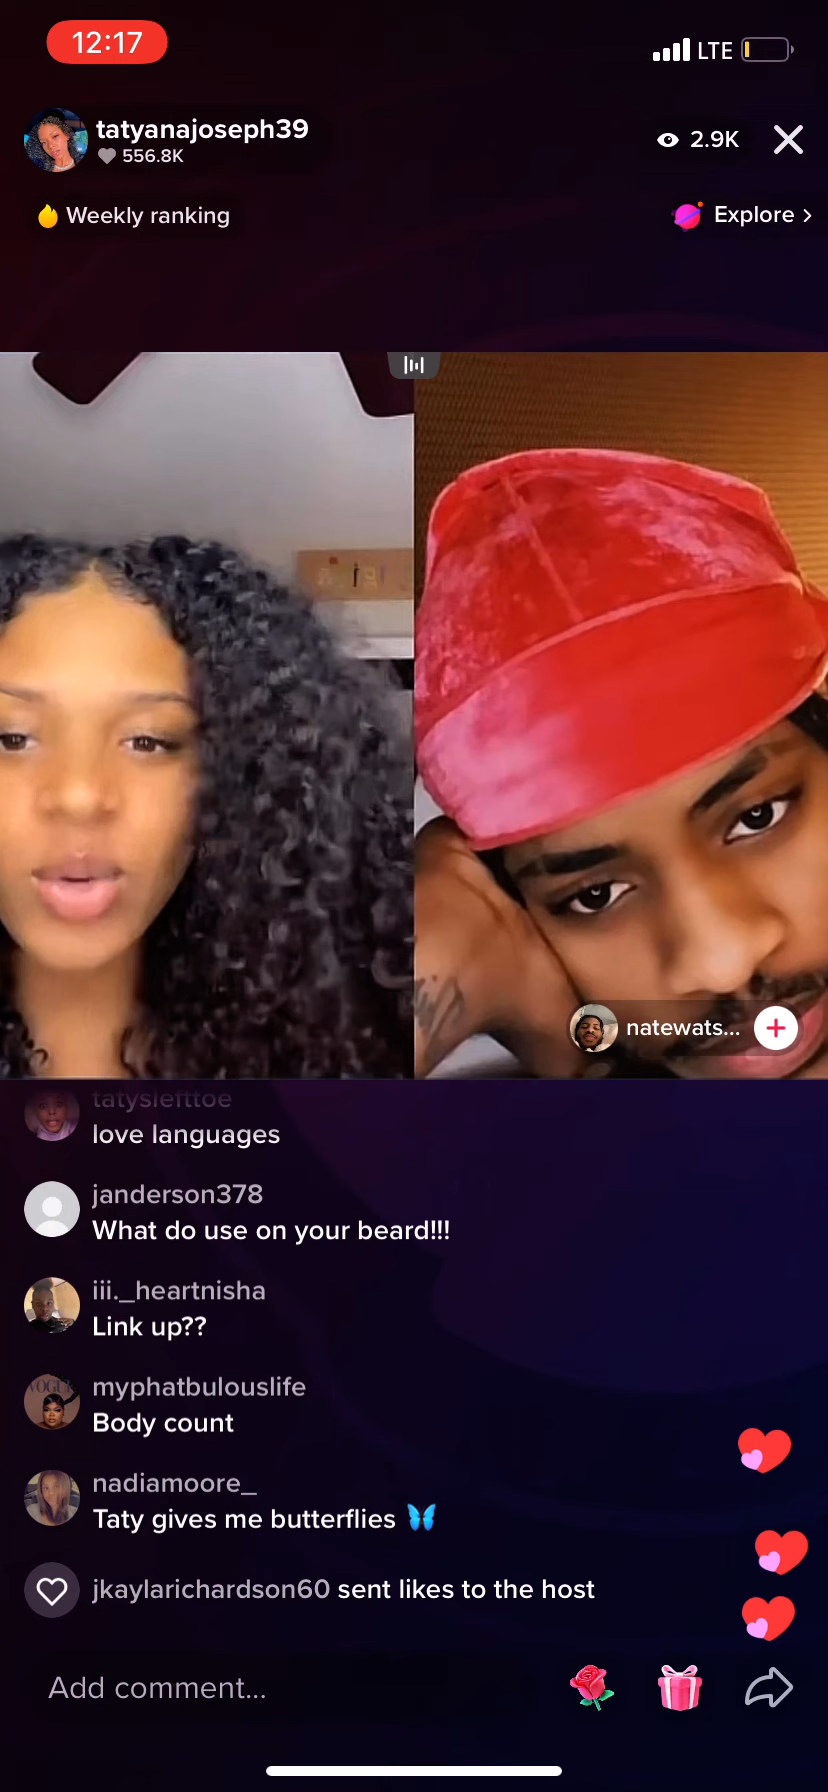 12:17
LTE
tatyanajoseph39
556.8K
2.9K
Weekly ranking
Explore >
natewats...
tatyslefttoe
love languages
janderson378
What do use on your beard!!!
iii._heartnisha
Link up??
myphatbulouslife
Body count
nadiamoore_
Taty gives me butterflies 🦋
jkaylarichardson60 sent likes to the host
Add comment...
VOGUE